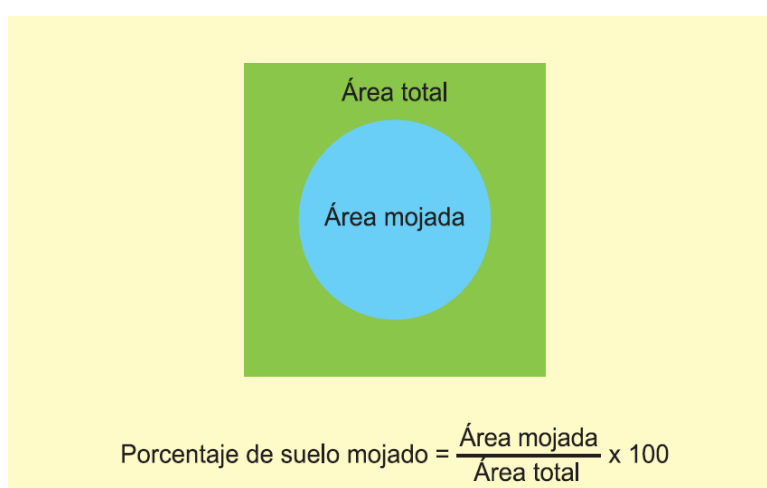 Área total
Área mojada
Porcentaje de suelo mojado = Área mojada / Área total x 100